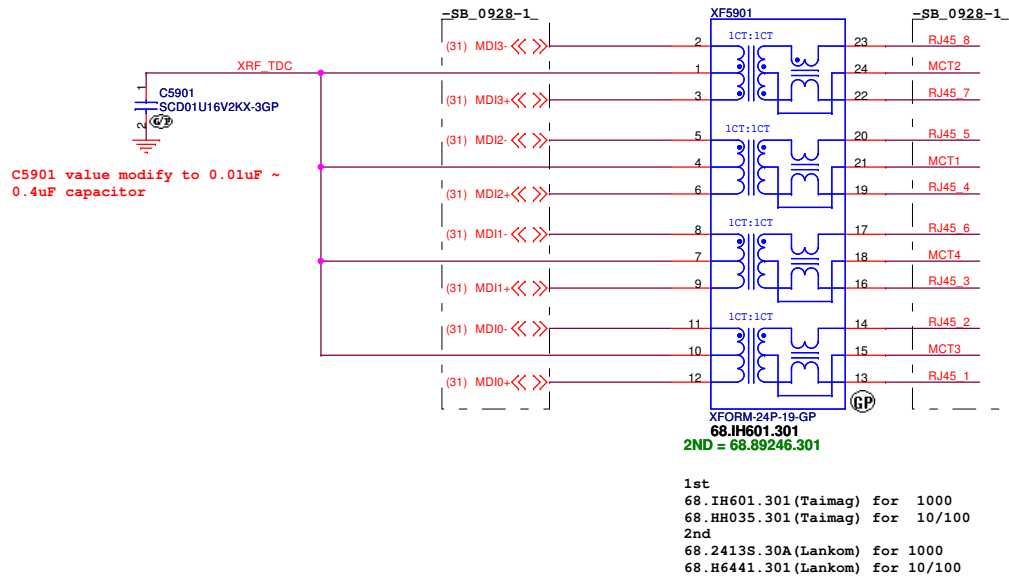 -SB_0928-1_
XF5901
-SB_0928-1_
(31) MDI3-
2
1CT:1CT
23
RJ45_8
XRF_TDC
1
24
MCT2
1
C5901
SCD01U16V2KX-3GP
2
GP
(31) MDI3+
3
22
RJ45_7
(31) MDI2-
5
1CT:1CT
20
RJ45_5
4
21
MCT1
C5901 value modify to 0.01uF ~
0.4uF capacitor
(31) MDI2+
6
19
RJ45_4
(31) MDI1-
8
1CT:1CT
17
RJ45_6
7
18
MCT4
(31) MDI1+
9
16
RJ45_3
(31) MDI0-
11
1CT:1CT
14
RJ45_2
10
15
MCT3
(31) MDI0+
12
13
RJ45_1
GP
XFORM-24P-19-GP
68.IH601.301
2ND = 68.89246.301
1st
68.IH601.301(Taimag) for 1000
68.HH035.301(Taimag) for 10/100
2nd
68.2413S.30A(Lankom) for 1000
68.H6441.301(Lankom) for 10/100